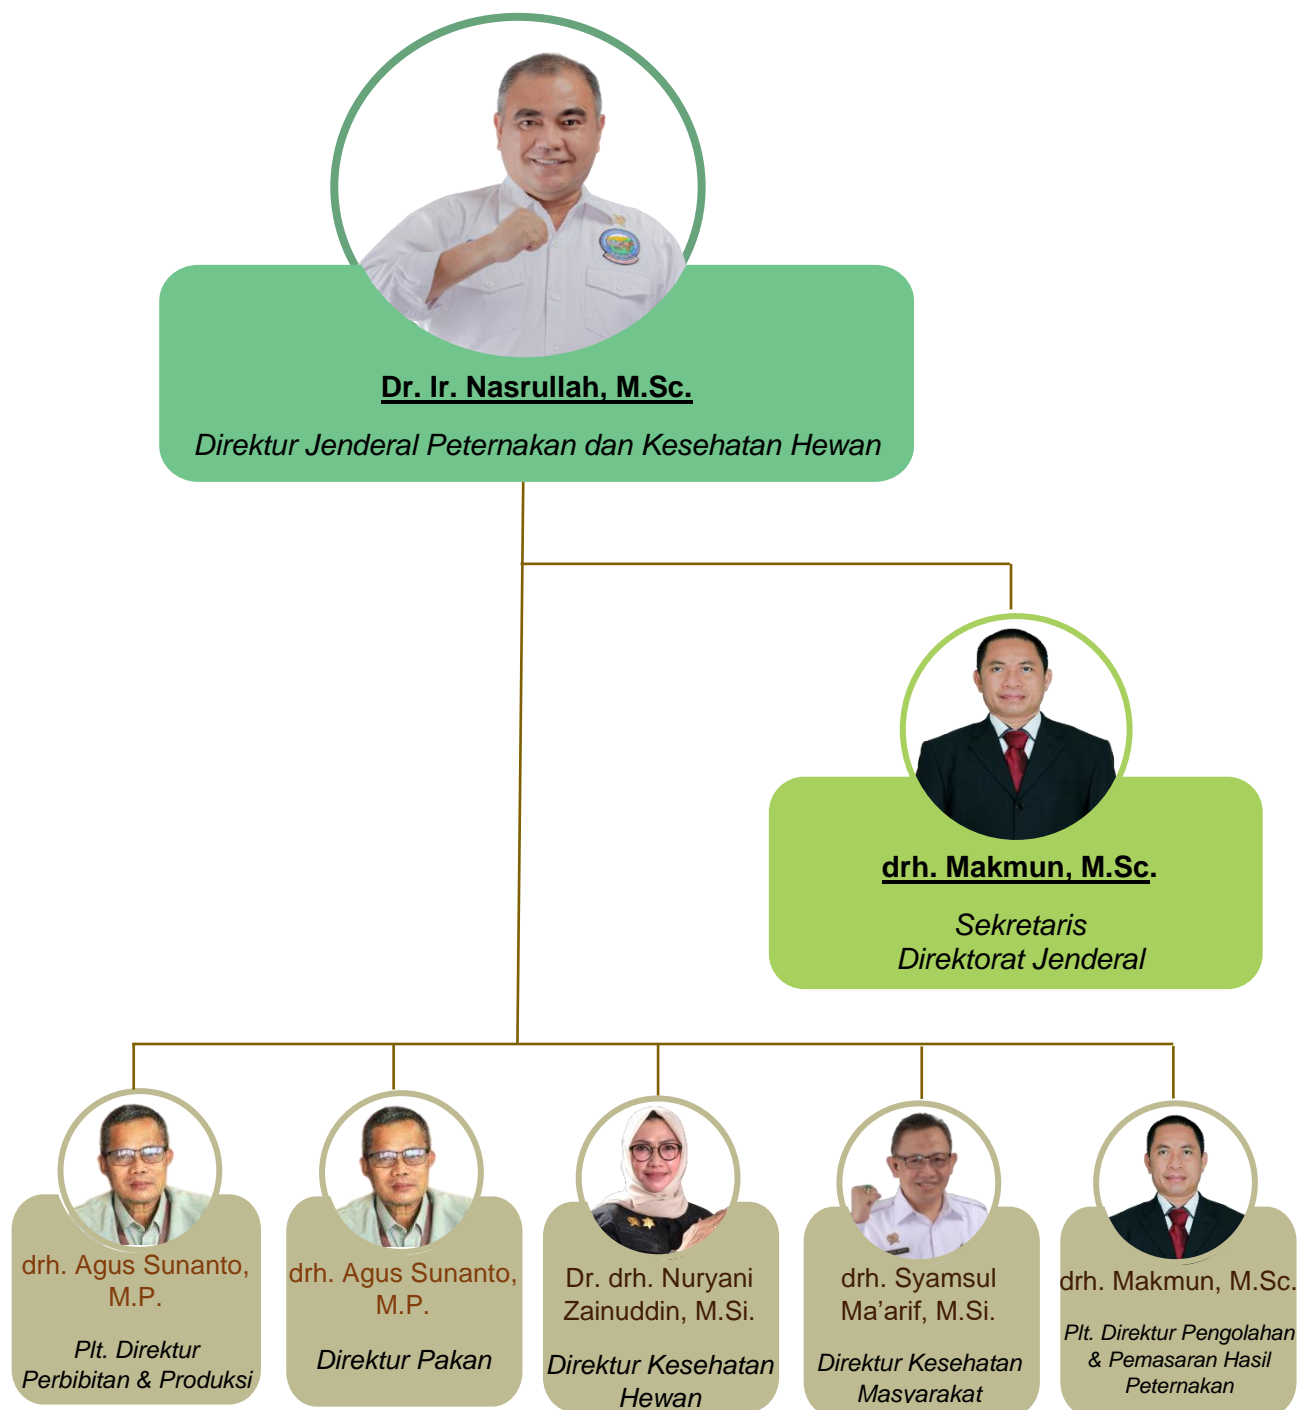 Dr. Ir. Nasrullah, M.Sc.
Direktur Jenderal Peternakan dan Kesehatan Hewan
drh. Makmun, M.Sc.
Sekretaris
Direktorat Jenderal
drh. Agus Sunanto,
M.P.
Plt. Direktur
Perbibitan & Produksi
drh. Agus Sunanto,
M.P.
Direktur Pakan
Dr. drh. Nuryani
Zainuddin, M.Si.
Direktur Kesehatan
Hewan
drh. Syamsul
Ma’arif, M.Si.
Direktur Kesehatan
Masyarakat
drh. Makmun, M.Sc.
Plt. Direktur Pengolahan
& Pemasaran Hasil
Peternakan